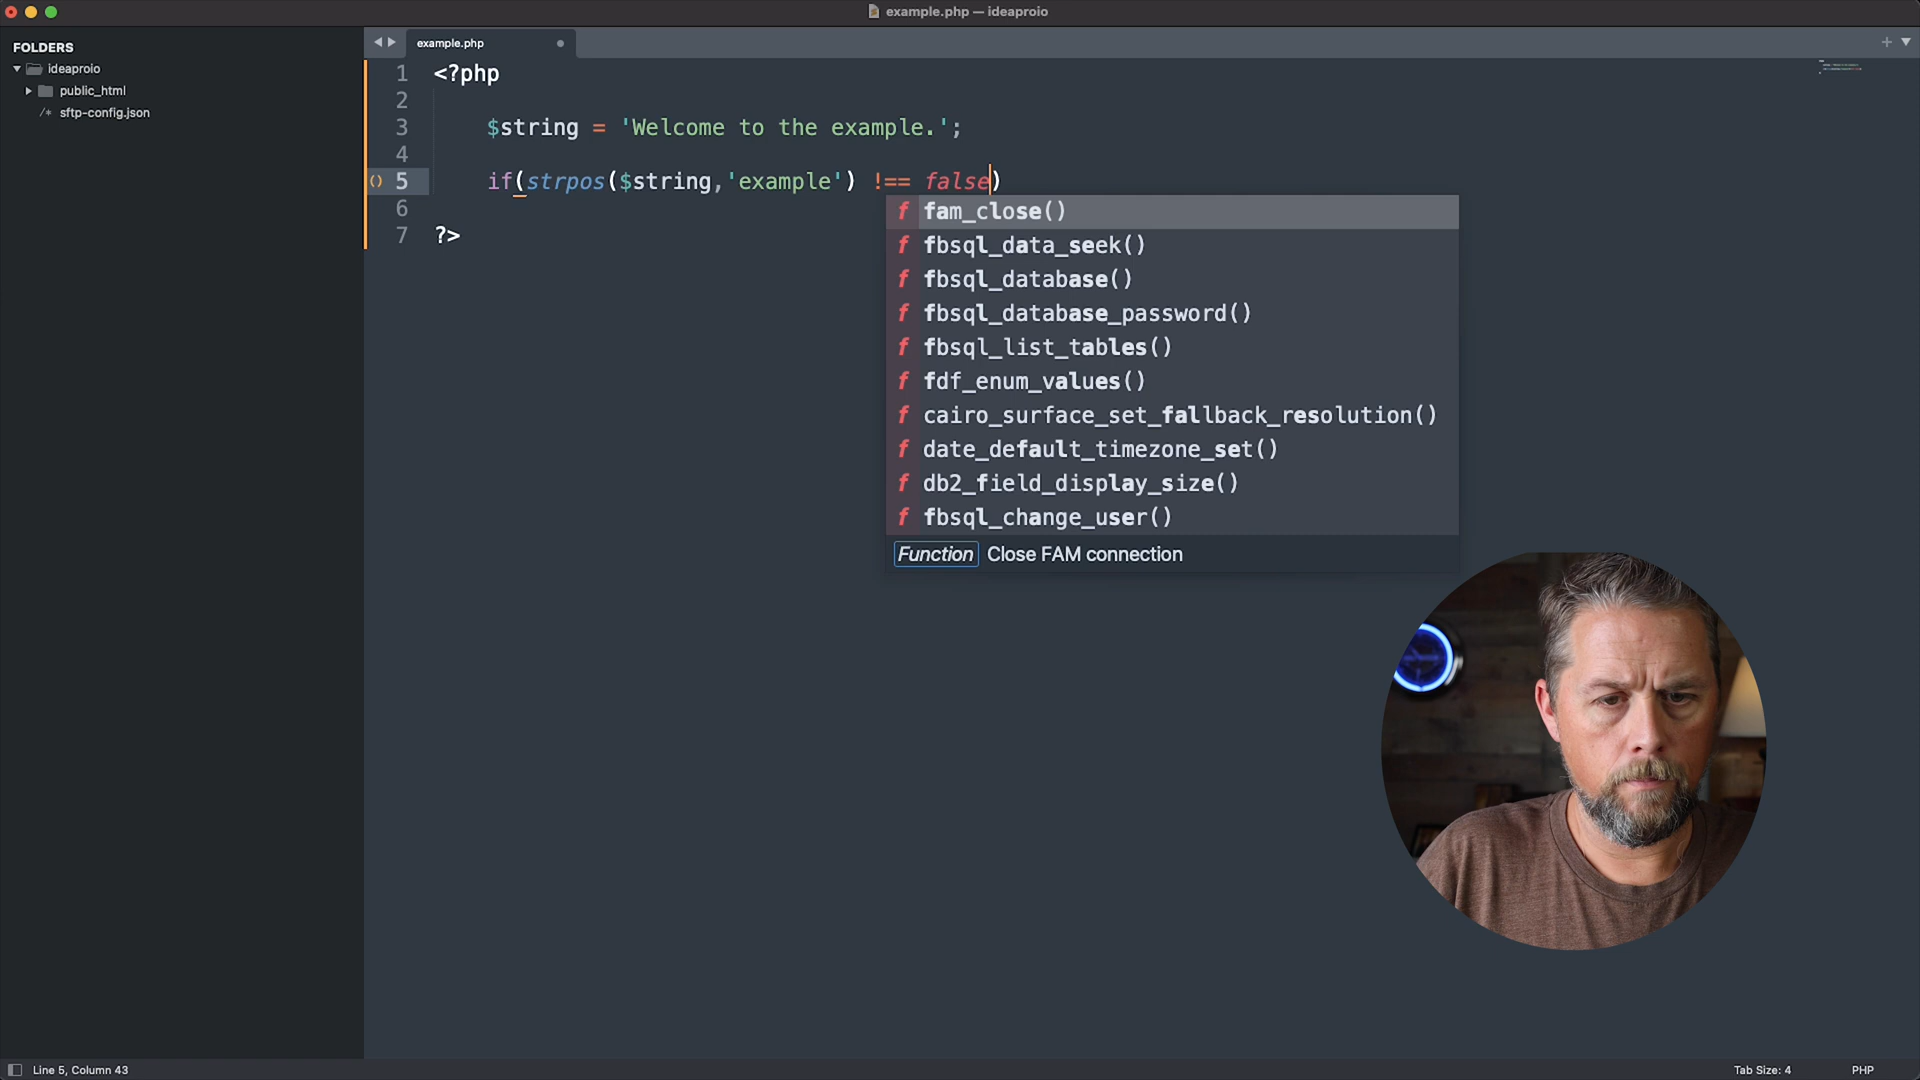 example.php — ideaproio
FOLDERS
ideaproio
public_html
/* sftp-config.json
example.php
1 <?php
2
3 $string = 'Welcome to the example.';
4
5 if(strpos($string,'example') !== false)
6
7 ?>
f fam_close()
f fbsql_data_seek()
f fbsql_database()
f fbsql_database_password()
f fbsql_list_tables()
f fdf_enum_values()
f cairo_surface_set_fallback_resolution()
f date_default_timezone_set()
f db2_field_display_size()
f fbsql_change_user()
Function Close FAM connection
Line 5, Column 43
Tab Size: 4
PHP